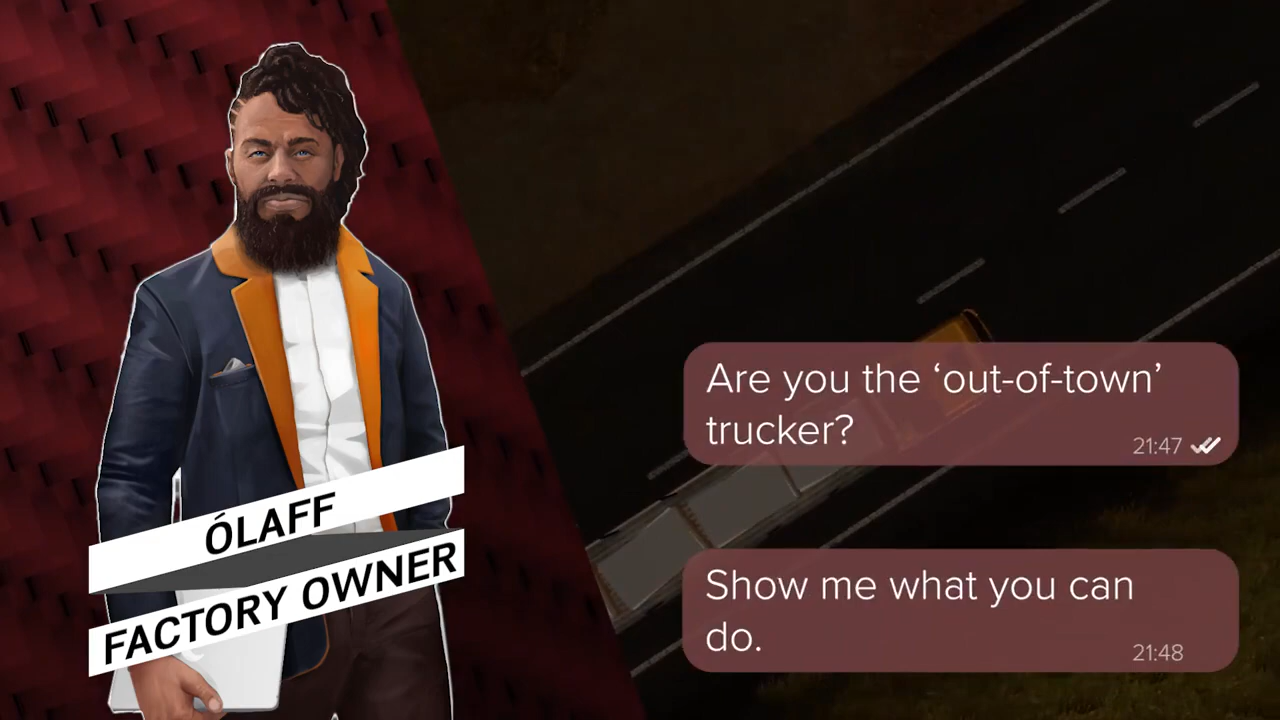 ÓLAFF
FACTORY OWNER
Are you the ‘out-of-town’
trucker?
21:47
Show me what you can
do.
21:48